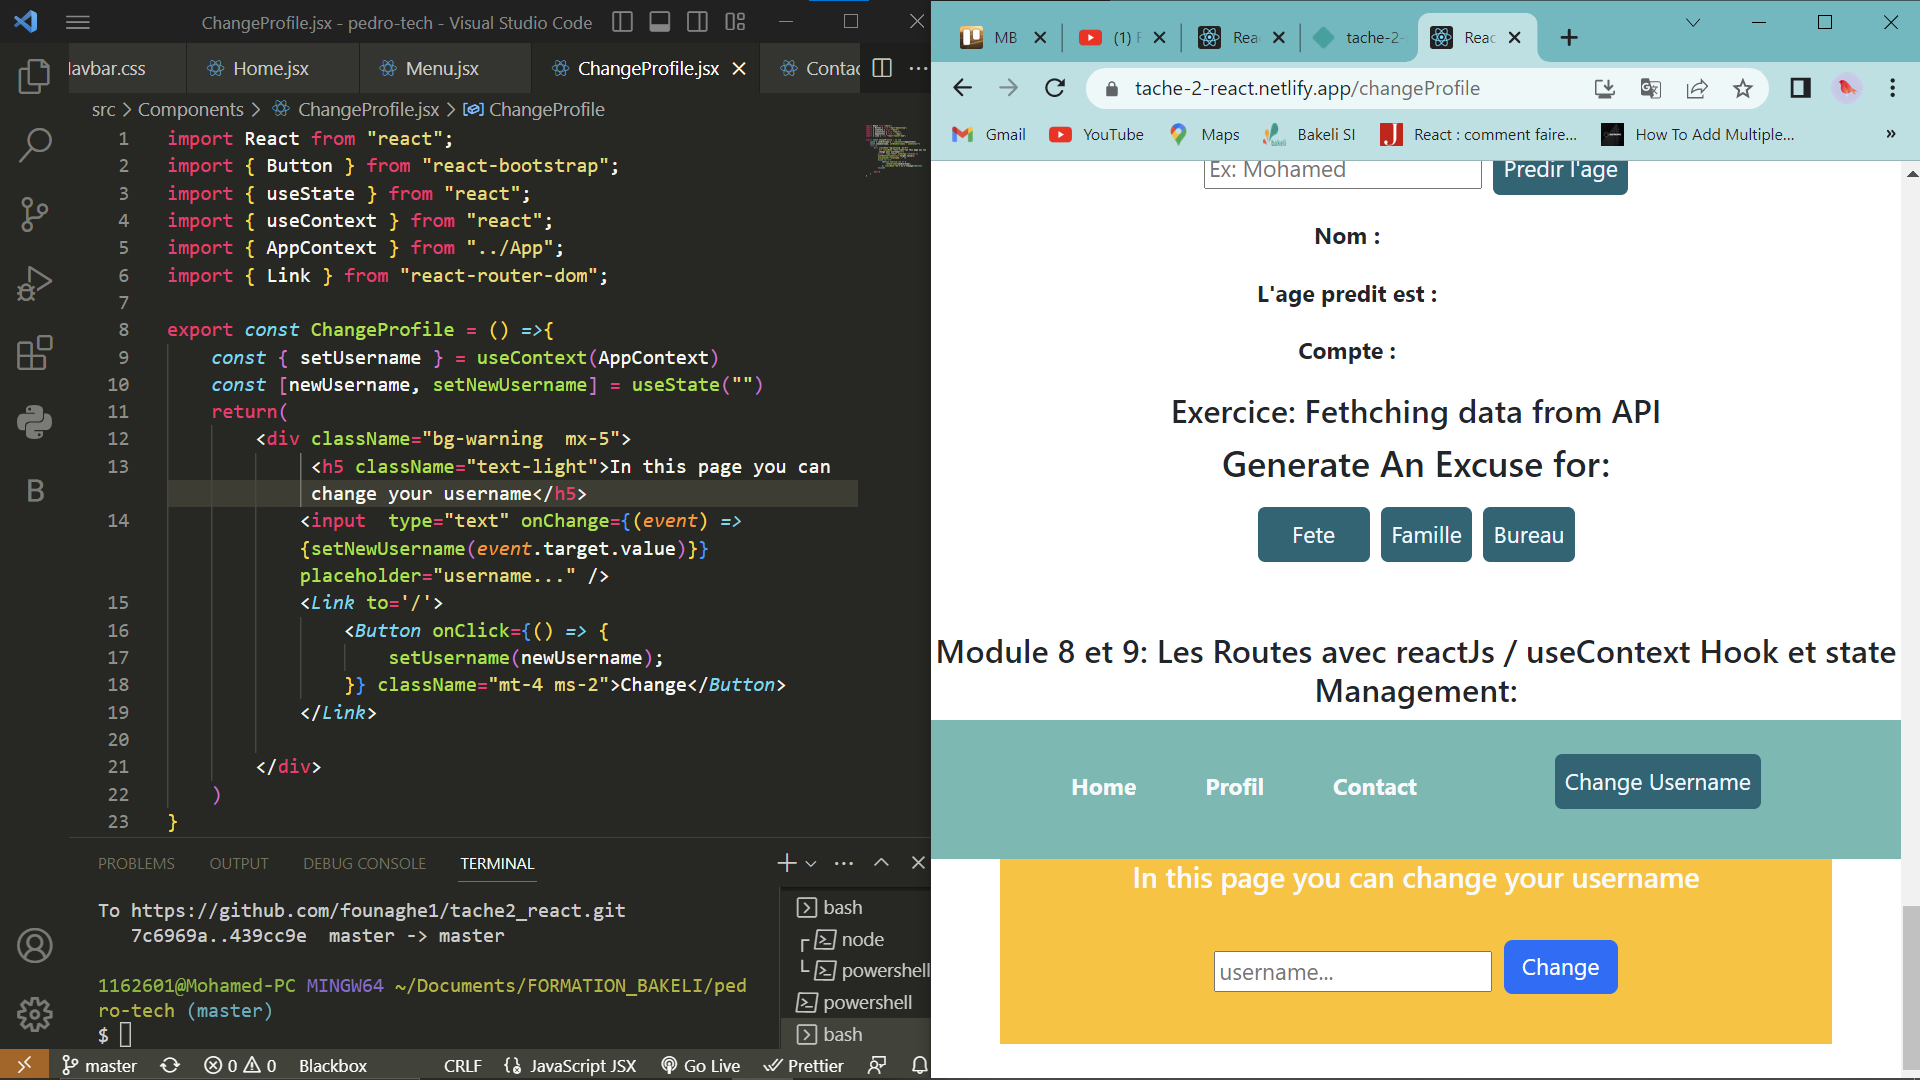 ChangeProfile.jsx - pedro-tech - Visual Studio Code
avbar.css
Home.jsx
Menu.jsx
ChangeProfile.jsx
Contac
src > Components > ChangeProfile.jsx > ChangeProfile
1 import React from "react";
2 import { Button } from "react-bootstrap";
3 import { useState } from "react";
4 import { useContext } from "react";
5 import { AppContext } from "../App";
6 import { Link } from "react-router-dom";
7
8 export const ChangeProfile = () =>{
9 const { setUsername } = useContext(AppContext)
10 const [newUsername, setNewUsername] = useState("")
11 return(
12 <div className="bg-warning  mx-5">
13 <h5 className="text-light">In this page you can
change your username</h5>
14 <input  type="text" onChange={(event) =>
{setNewUsername(event.target.value)}}
placeholder="username..." />
15 <Link to='/'>
16 <Button onClick={() => {
17 setUsername(newUsername);
18 }} className="mt-4 ms-2">Change</Button>
19 </Link>
20
21 </div>
22 )
23 }
PROBLEMS
OUTPUT
DEBUG CONSOLE
TERMINAL
To https://github.com/founaghe1/tache2_react.git
7c6969a..439cc9e  master -> master
1162601@Mohamed-PC MINGW64 ~/Documents/FORMATION_BAKELI/ped
ro-tech (master)
$
bash
node
powershell
powershell
bash
master
0
0
Blackbox
CRLF
JavaScript JSX
Go Live
Prettier
MB
(1) F
Rea
tache-2-
Reac
tache-2-react.netlify.app/changeProfile
Gmail
YouTube
Maps
Bakeli SI
React : comment faire...
How To Add Multiple...
»
Ex: Mohamed
Predir l'age
Nom :
L'age predit est :
Compte :
Exercice: Fethching data from API
Generate An Excuse for:
Fete
Famille
Bureau
Module 8 et 9: Les Routes avec reactJs / useContext Hook et state
Management:
Home
Profil
Contact
Change Username
In this page you can change your username
username...
Change